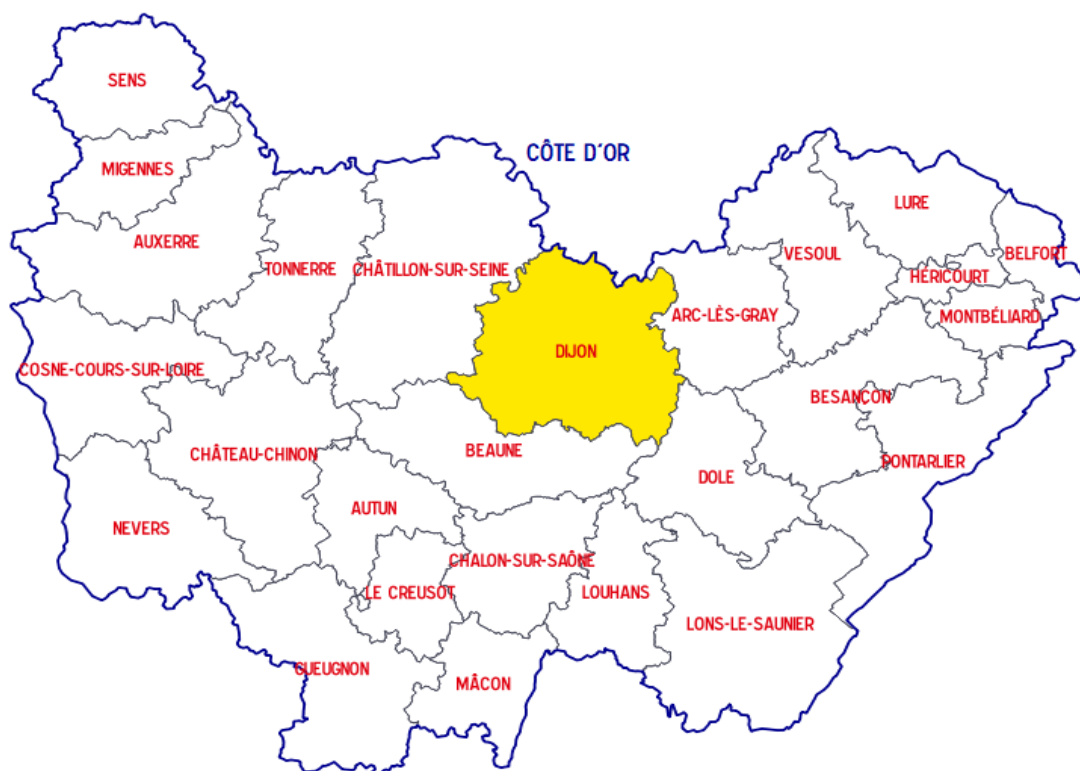 SENS
CÔTE D'OR
MIGENNES
LURE
AUXERRE
BELFORT
VESOUL
TONNERRE
CHÂTILLON-SUR-SEINE
HÉRICOURT
ARC-LÈS-GRAY
MONTBÉLIARD
DIJON
COSNE-COURS-SUR-LOIRE
BESANÇON
BEAUNE
CHÂTEAU-CHINON
PONTARLIER
DOLE
AUTUN
NEVERS
CHALON-SUR-SAÔNE
LE CREUSOT
LOUHANS
LONS-LE-SAUNIER
GUEUGNON
MÂCON